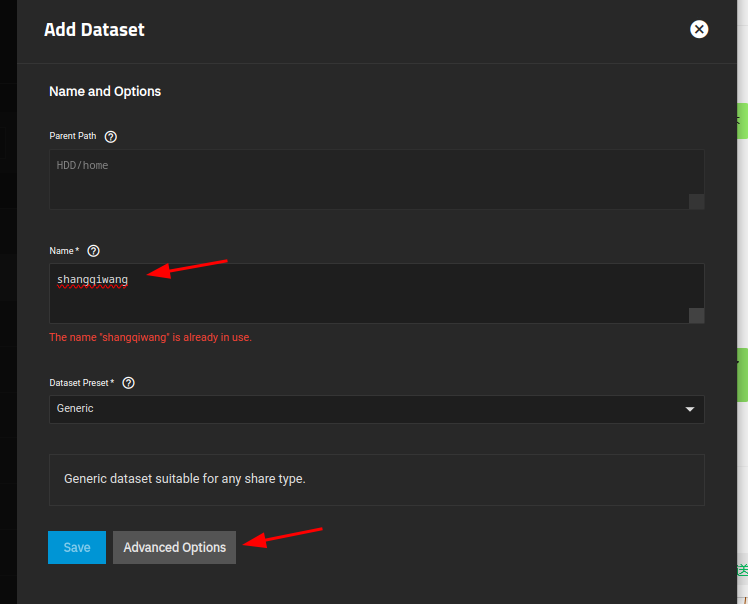 Add Dataset
Name and Options
Parent Path
HDD/home
Name *
shangqiwang
The name "shangqiwang" is already in use.
Dataset Preset *
Generic
Generic dataset suitable for any share type.
Save Advanced Options